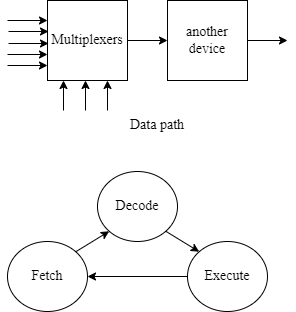 Multiplexers
another
device
Data path
Decode
Fetch
Execute